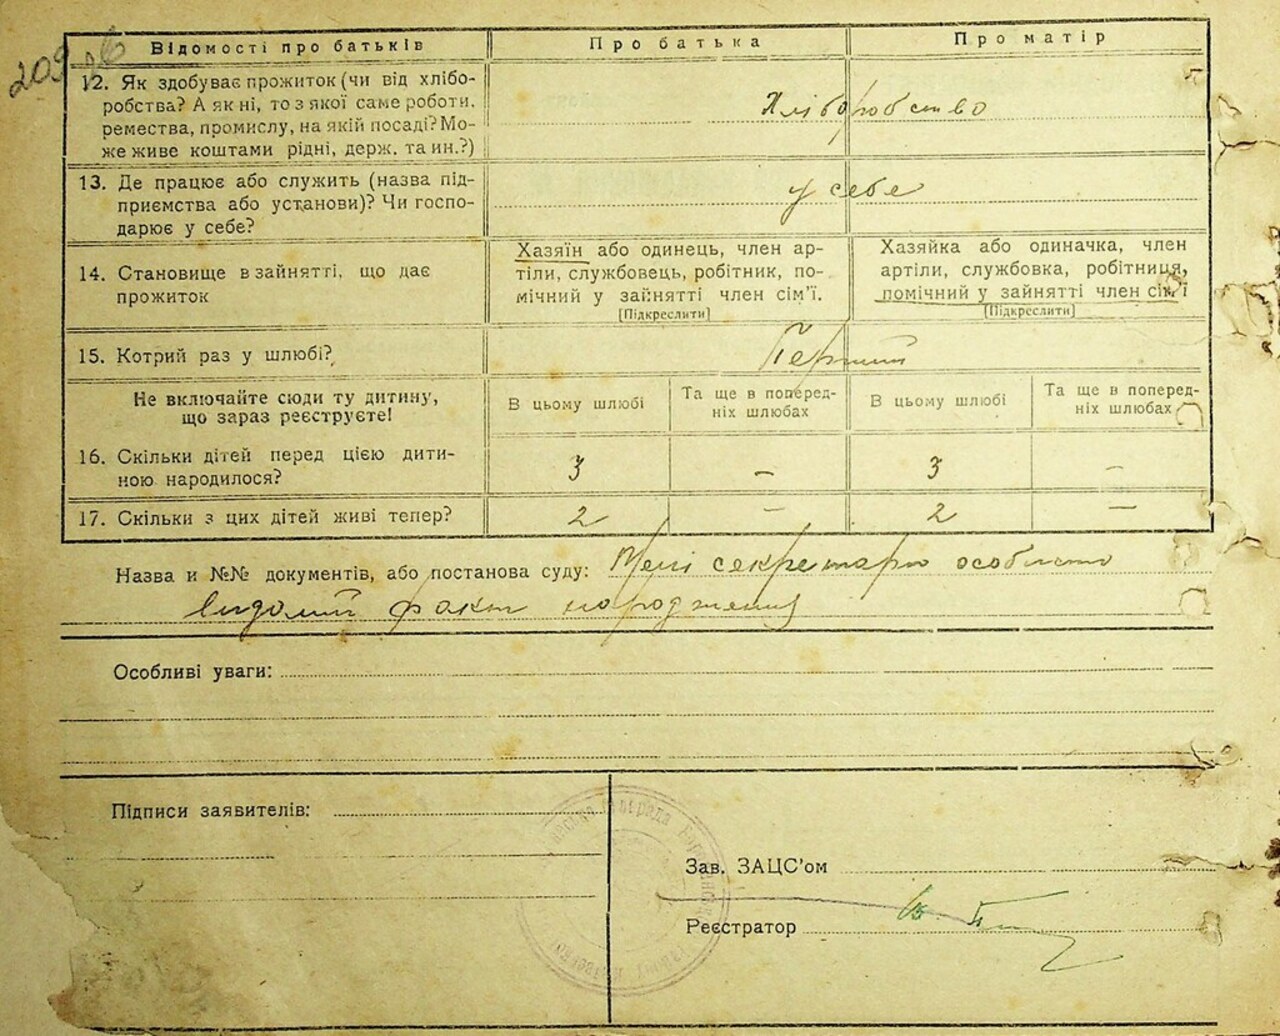 Відомості про батьків Про батька Про матір
12. Як здобуває прожиток (чи від хлібо-
робства? А як ні, то з якої саме роботи,
ремества, промислу, на якій посаді? Мо-
же живе коштами рідні, держ. та ин.?)
Хліборобство
13. Де працює або служить (назва під-
приємства або установи)? Чи госпо-
дарює у себе?
у себе
14. Становище в зайнятті, що дає
прожиток
Хазяїн або одинець, член ар-
тіли, службовець, робітник, по-
мічний у зайнятті член сім'ї.
[Підкреслити]
Хазяйка або одиначка, член
артіли, службовка, робітниця,
помічний у зайнятті член сім'ї
[Підкреслити]
15. Котрий раз у шлюбі?
Перший
Не включайте сюди ту дитину,
що зараз реєструєте!
В цьому шлюбі
Та ще в поперед-
ніх шлюбах
В цьому шлюбі
Та ще в поперед-
ніх шлюбах
16. Скільки дітей перед цією дити-
ною народилося?
3 – 3 –
17. Скільки з цих дітей живі тепер? 2 – 2 –
Назва и №№ документів, або постанова суду: Мені секретарю особисто
видомий факт народження
Особливі уваги:
Підписи заявителів:
Зав. ЗАЦС'ом
Реєстратор